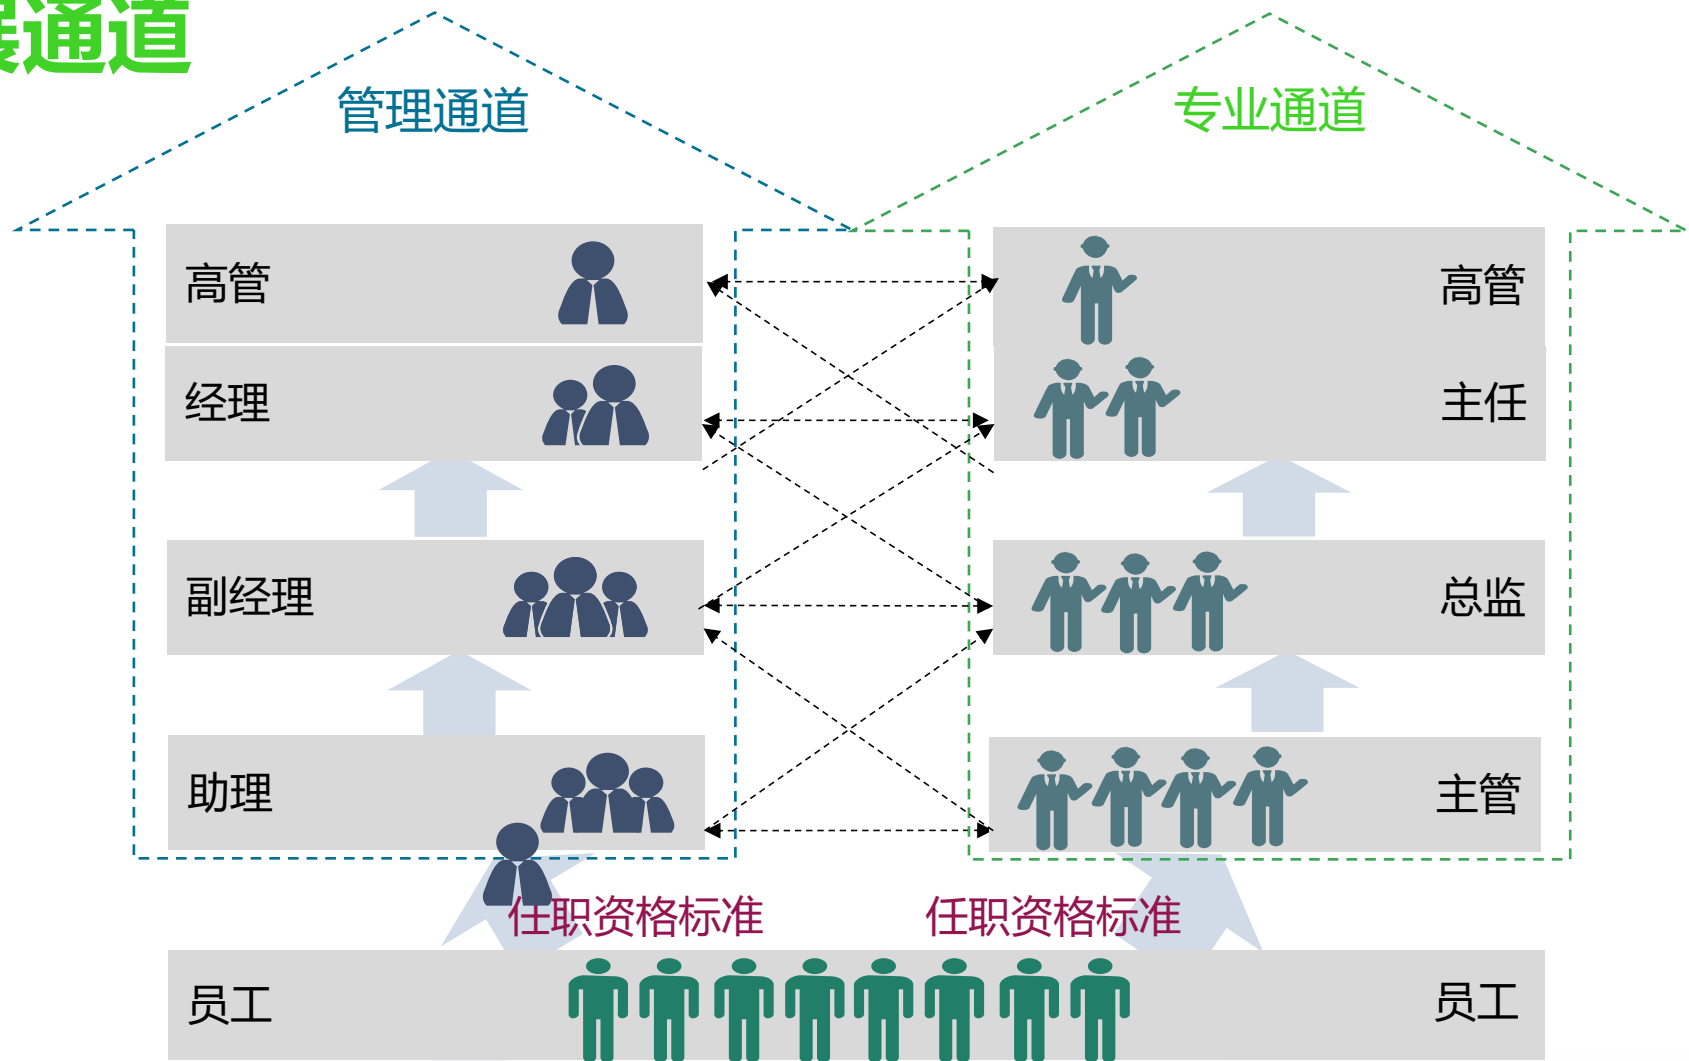 展通道
管理通道
专业通道
高管
高管
经理
主任
副经理
总监
助理
主管
任职资格标准
任职资格标准
员工
员工